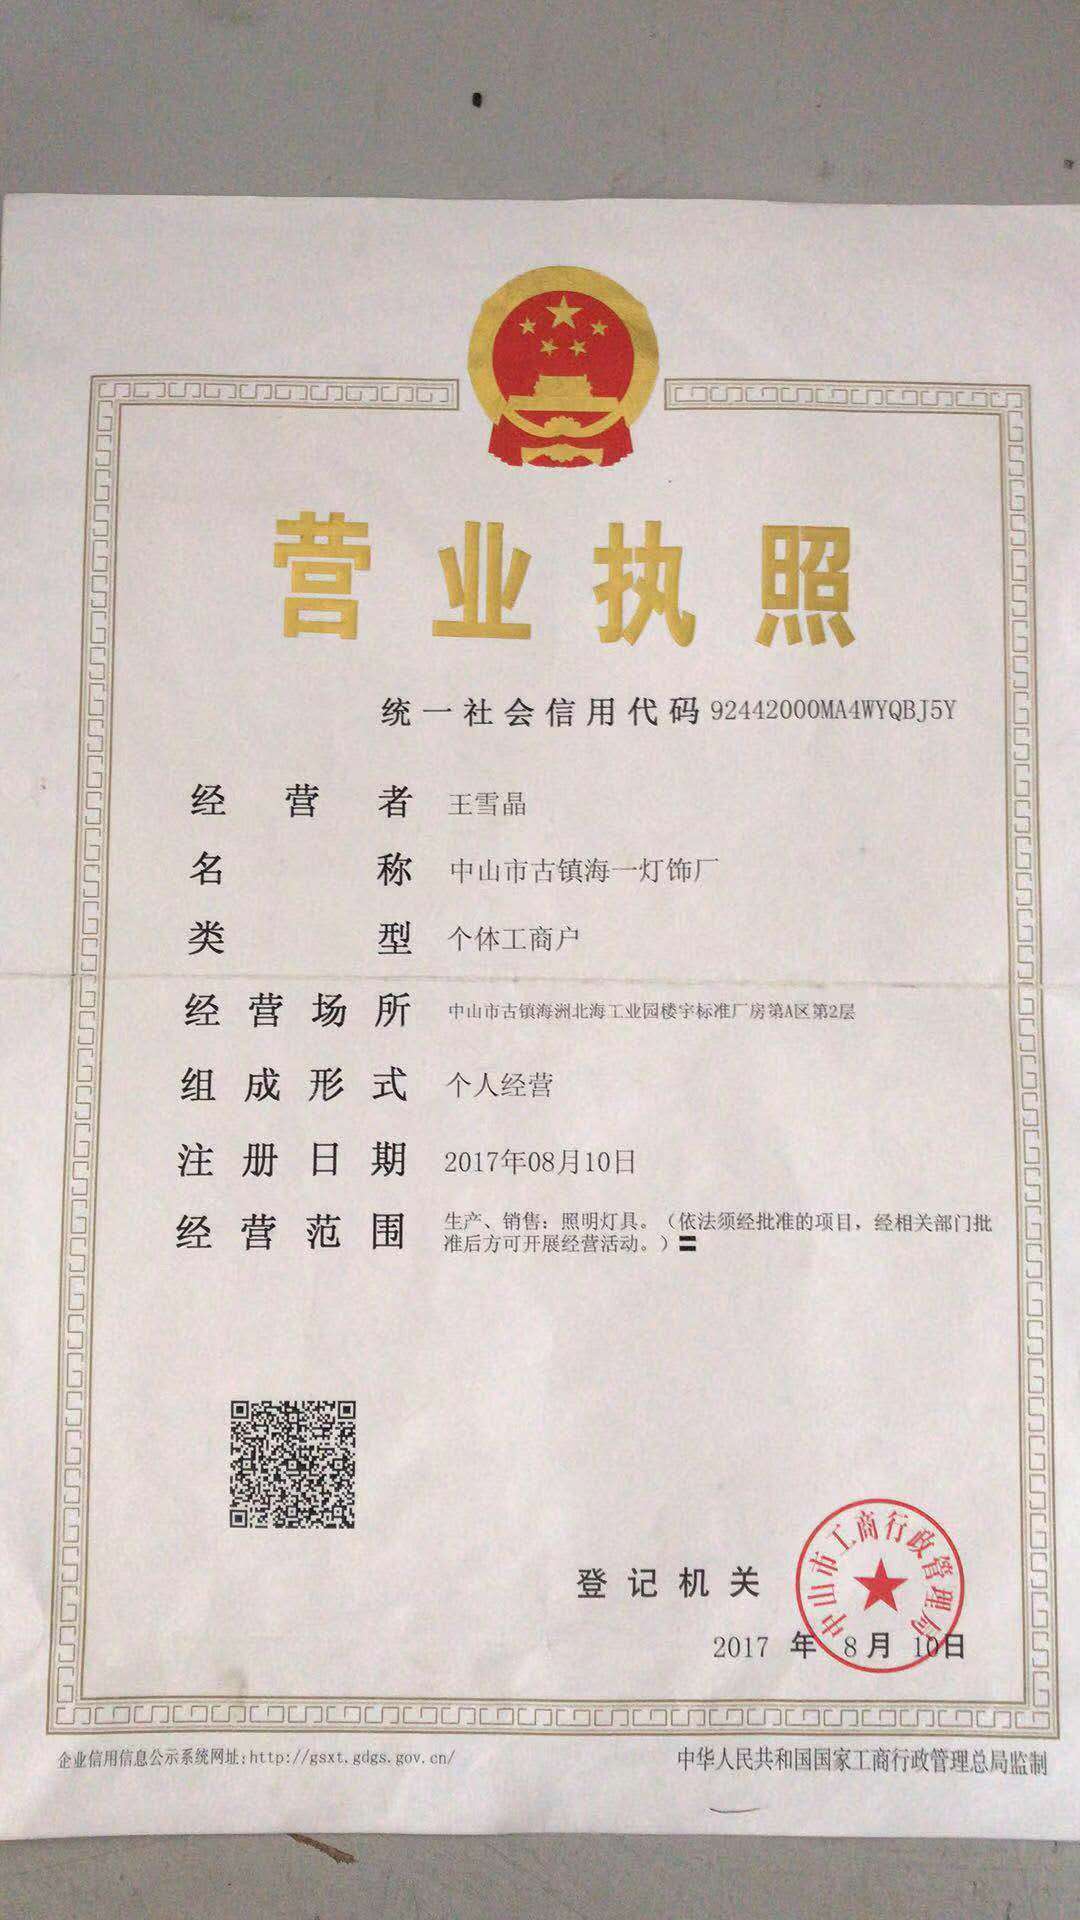 营业执照
统一社会信用代码 92442000MA4WYQBJ5Y
经营者 王雪晶
名称 中山市古镇海一灯饰厂
类型 个体工商户
经营场所 中山市古镇海洲北海工业园楼宇标准厂房第A区第2层
组成形式 个人经营
注册日期 2017年08月10日
经营范围 生产、销售：照明灯具。（依法须经批准的项目，经相关部门批
准后方可开展经营活动。）〓
中山市工商行政管理局
登记机关
2017 年 8 月 10 日
企业信用信息公示系统网址:http://gsxt.gdgs.gov.cn/
中华人民共和国国家工商行政管理总局监制